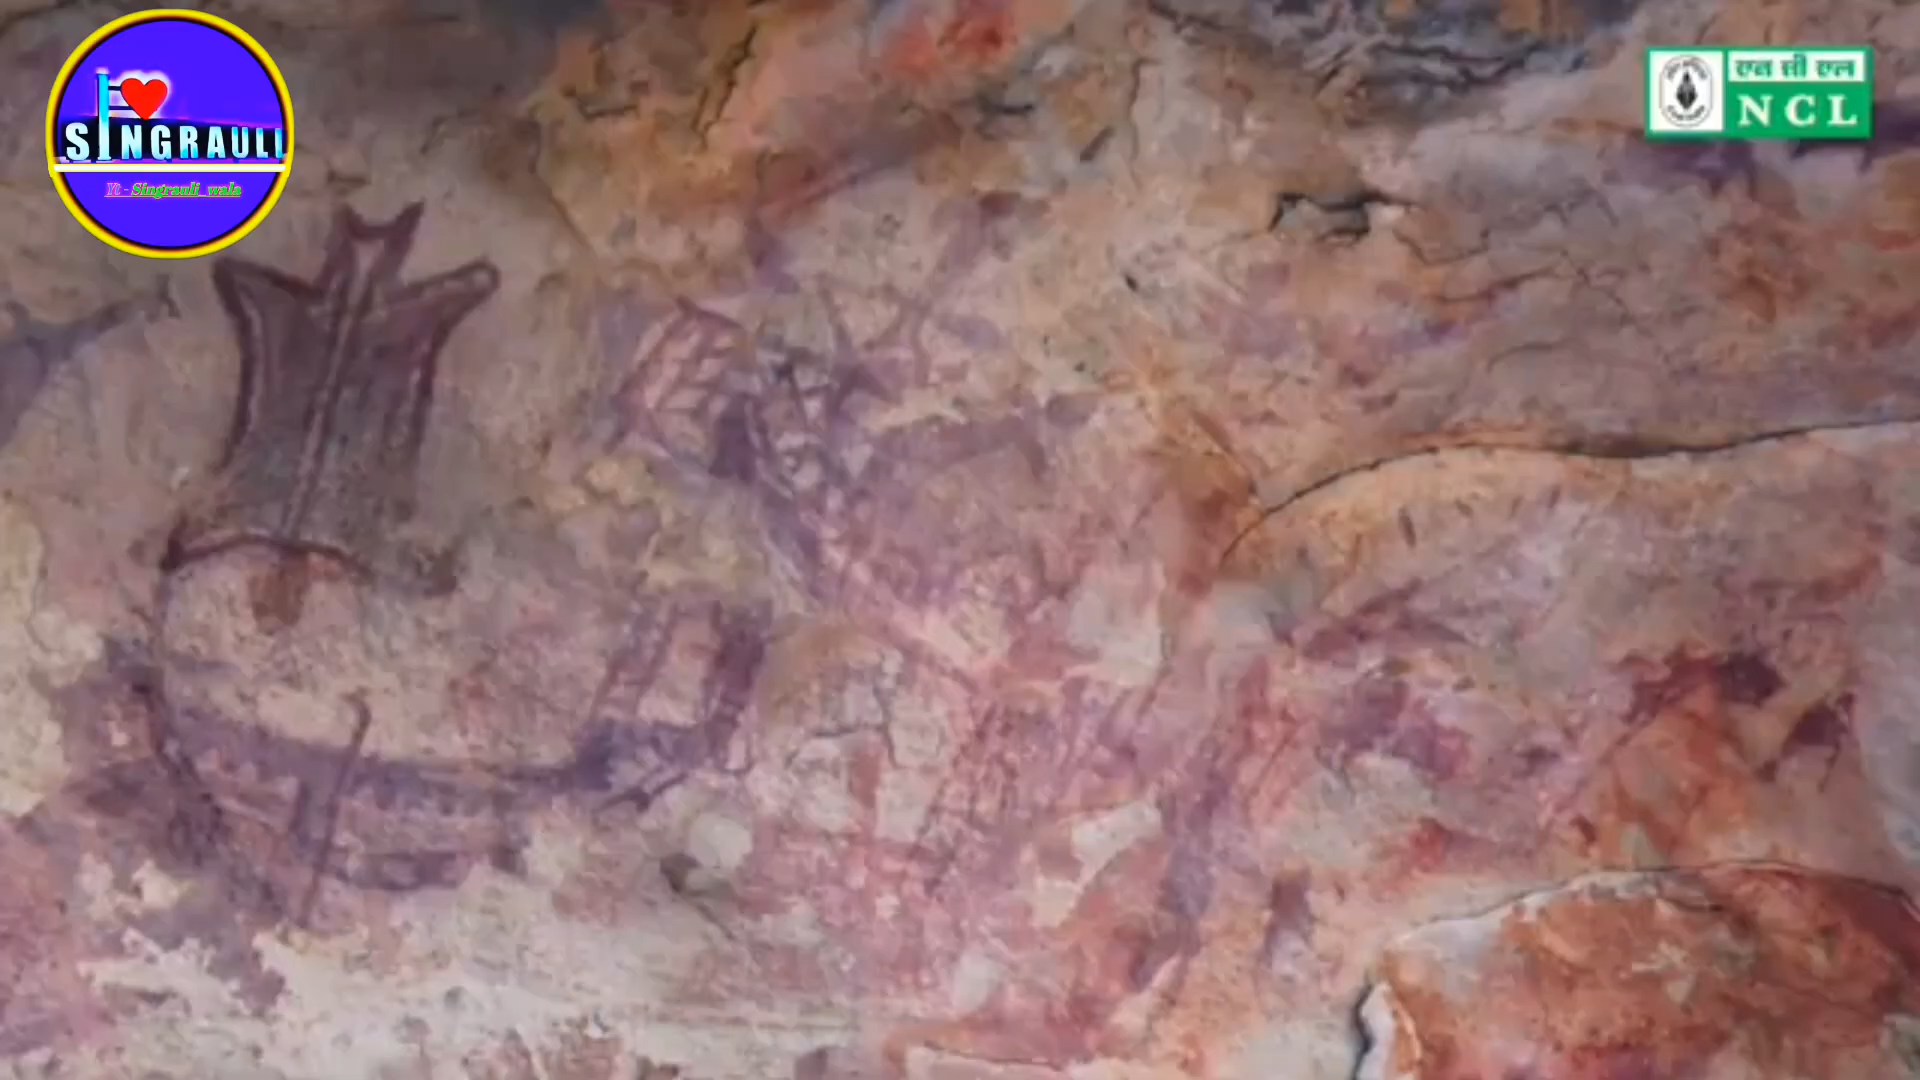 SINGRAULI
Yt - Singrauli_wala
एन सी एल
NCL